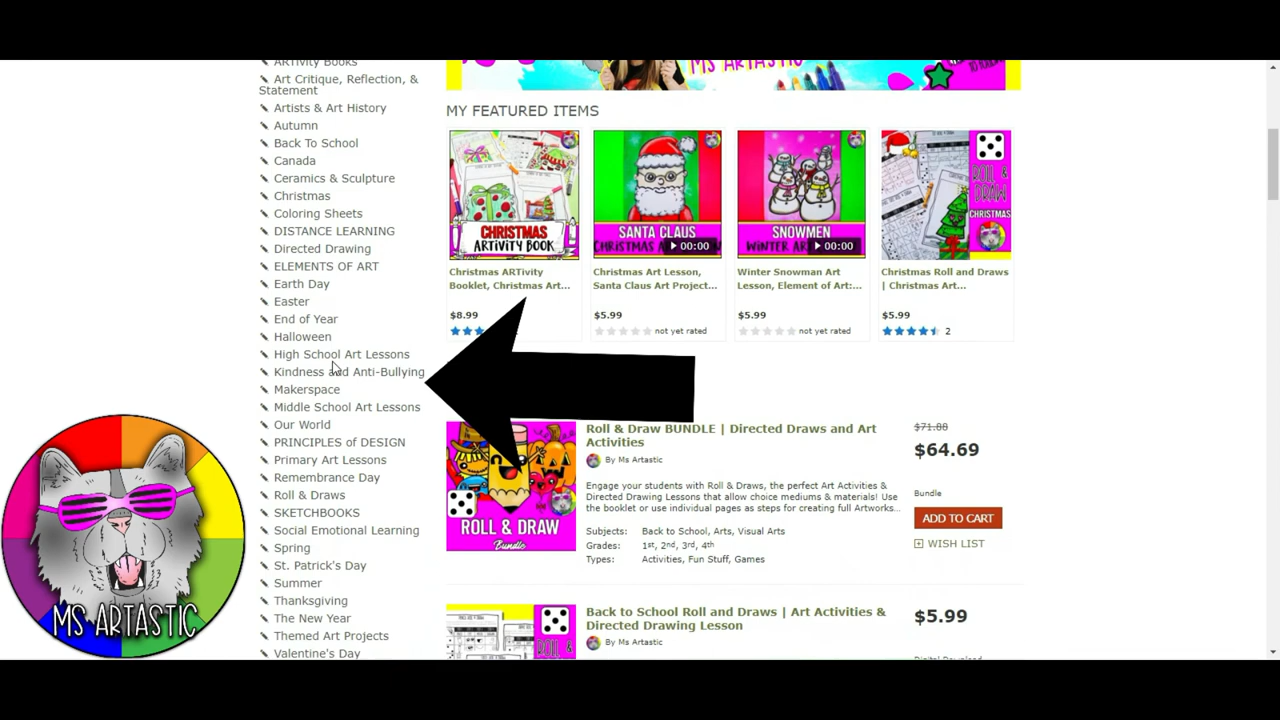 ARTivity Books
Art Critique, Reflection, &
Statement
Artists & Art History
Autumn
Back To School
Canada
Ceramics & Sculpture
Christmas
Coloring Sheets
DISTANCE LEARNING
Directed Drawing
ELEMENTS OF ART
Earth Day
Easter
End of Year
Halloween
High School Art Lessons
Kindness and Anti-Bullying
Makerspace
Middle School Art Lessons
Our World
PRINCIPLES of DESIGN
Primary Art Lessons
Remembrance Day
Roll & Draws
SKETCHBOOKS
Social Emotional Learning
Spring
St. Patrick's Day
Summer
Thanksgiving
The New Year
Themed Art Projects
Valentine's Day
MS ARTASTIC
MS ARTASTIC
MY FEATURED ITEMS
CHRISTMAS
ARTIVITY BOOK
Christmas ARTivity
Booklet, Christmas Art...
$8.99
SANTA CLAUS
00:00
Christmas Art Lesson,
Santa Claus Art Project...
$5.99
not yet rated
SNOWMEN
WINTER AR
00:00
Winter Snowman Art
Lesson, Element of Art:...
$5.99
not yet rated
ROLL &
DRAW
CHRISTMAS
Christmas Roll and Draws
| Christmas Art...
$5.99
2
ROLL & DRAW
Bundle
Roll & Draw BUNDLE | Directed Draws and Art
Activities
By Ms Artastic
Engage your students with Roll & Draws, the perfect Art Activities &
Directed Drawing Lessons that allow choice mediums & materials! Use
the booklet or use individual pages as steps for creating full Artworks...
Subjects: Back to School, Arts, Visual Arts
Grades: 1st, 2nd, 3rd, 4th
Types: Activities, Fun Stuff, Games
$71.88
$64.69
Bundle
ADD TO CART
WISH LIST
Back to School Roll and Draws | Art Activities &
Directed Drawing Lesson
By Ms Artastic
$5.99
Digital Download